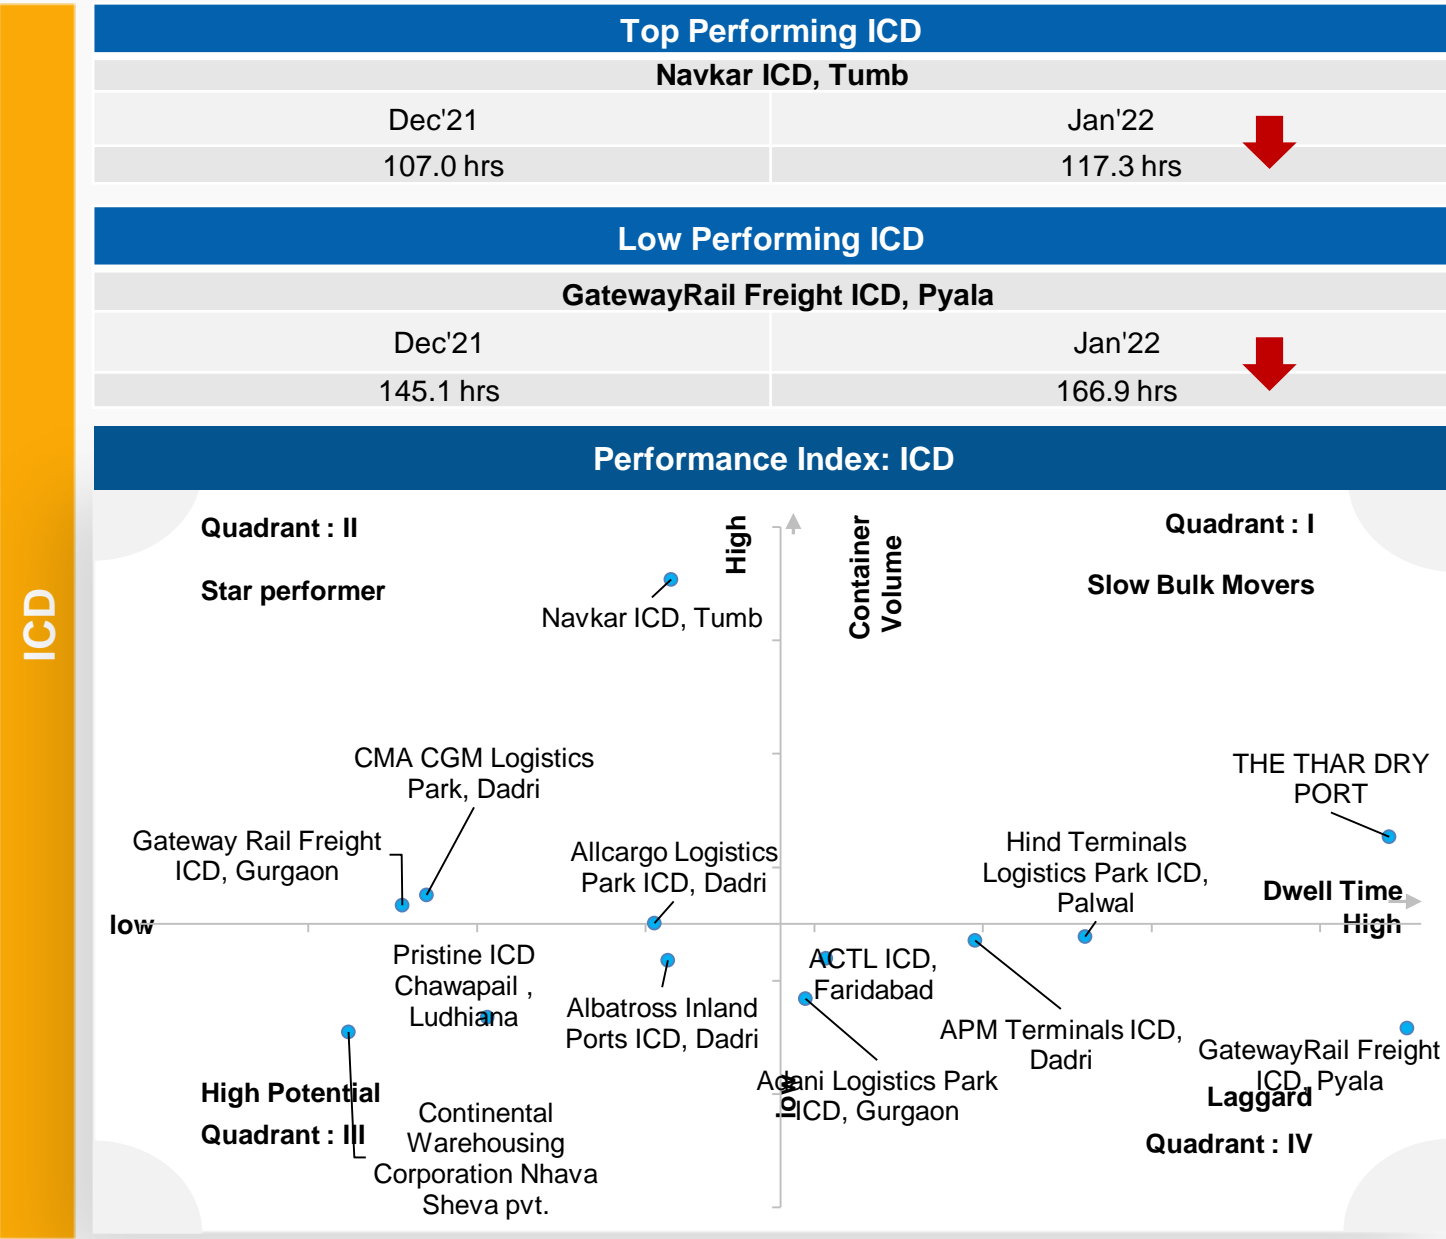 ICD
Top Performing ICD
Navkar ICD, Tumb
Dec'21
Jan'22
107.0 hrs
117.3 hrs
Low Performing ICD
GatewayRail Freight ICD, Pyala
Dec'21
Jan'22
145.1 hrs
166.9 hrs
Performance Index: ICD
Quadrant : II
Star performer
High
Container
Volume
Quadrant : I
Slow Bulk Movers
Navkar ICD, Tumb
CMA CGM Logistics
Park, Dadri
THE THAR DRY
PORT
Gateway Rail Freight
ICD, Gurgaon
Allcargo Logistics
Park ICD, Dadri
Hind Terminals
Logistics Park ICD,
Palwal
Dwell Time
High
low
Pristine ICD
Chawapail ,
Ludhiana
Albatross Inland
Ports ICD, Dadri
ACTL ICD,
Faridabad
APM Terminals ICD,
Dadri
GatewayRail Freight
ICD, Pyala
Adani Logistics Park
ICD, Gurgaon
low
High Potential
Quadrant : III
Continental
Warehousing
Corporation Nhava
Sheva pvt.
Laggard
Quadrant : IV